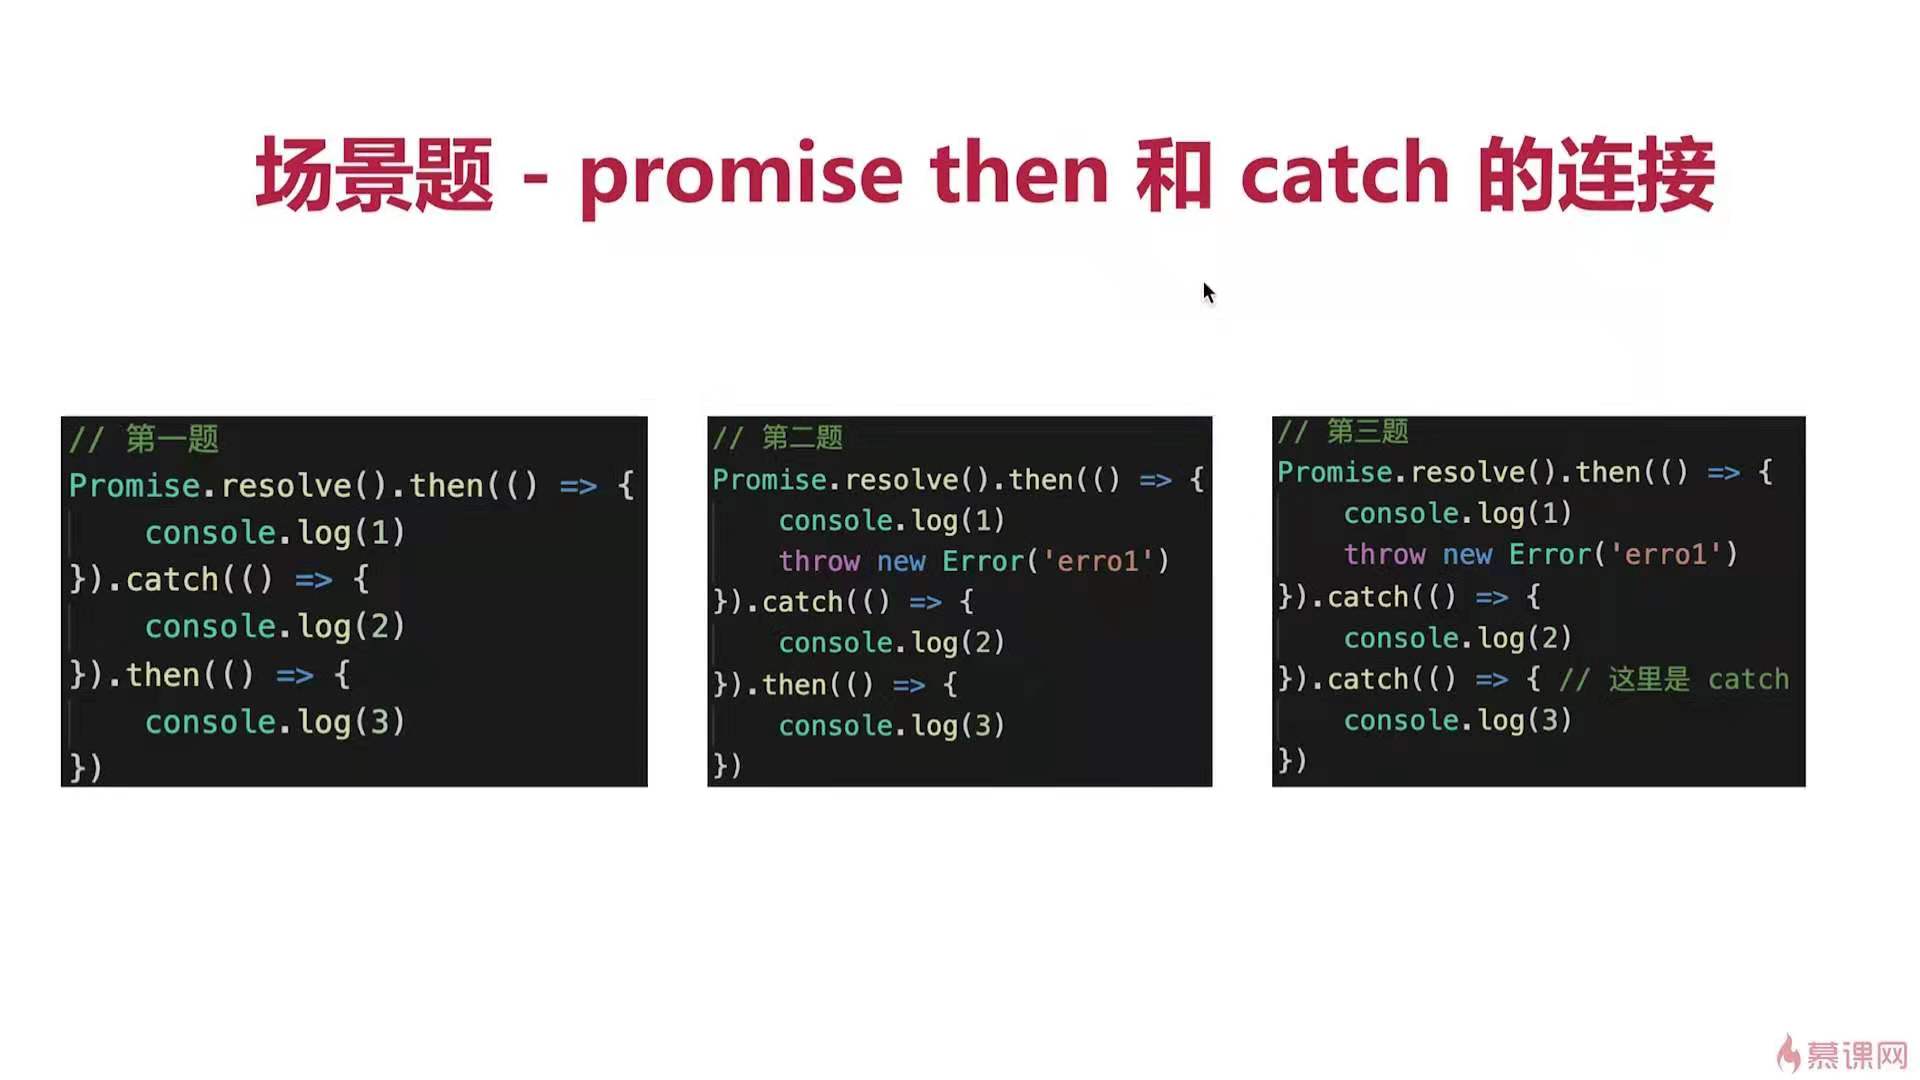 场景题 - promise then 和 catch 的连接
// 第一题
Promise.resolve().then(() => {
    console.log(1)
}).catch(() => {
    console.log(2)
}).then(() => {
    console.log(3)
})
// 第二题
Promise.resolve().then(() => {
    console.log(1)
    throw new Error('erro1')
}).catch(() => {
    console.log(2)
}).then(() => {
    console.log(3)
})
// 第三题
Promise.resolve().then(() => {
    console.log(1)
    throw new Error('erro1')
}).catch(() => {
    console.log(2)
}).catch(() => { // 这里是 catch
    console.log(3)
})
慕课网